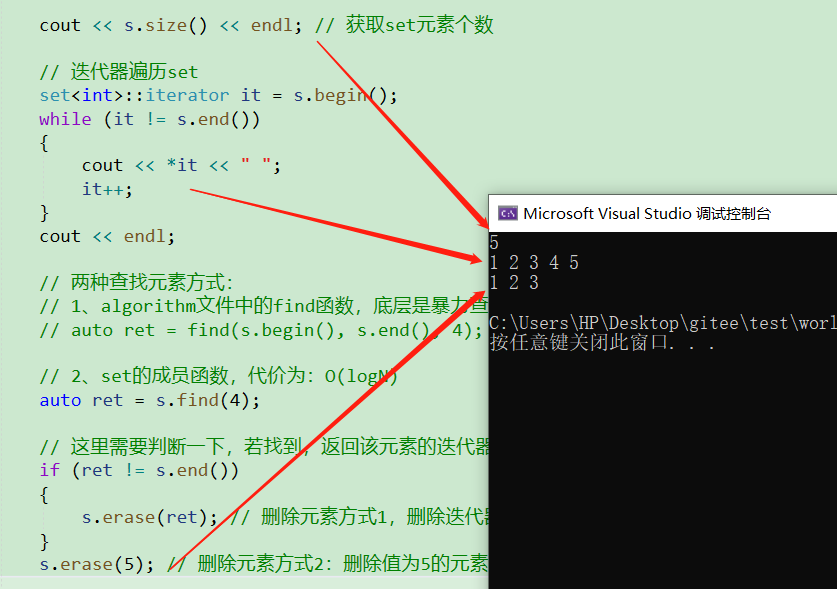 cout << s.size() << endl; // 获取set元素个数
// 迭代器遍历set
set<int>::iterator it = s.begin();
while (it != s.end())
{
cout << *it << " ";
it++;
}
cout << endl;
// 两种查找元素方式:
// 1、algorithm文件中的find函数，底层是暴力查
// auto ret = find(s.begin(), s.end(), 4);
// 2、set的成员函数，代价为：O(logN)
auto ret = s.find(4);
// 这里需要判断一下，若找到，返回该元素的迭代器
if (ret != s.end())
{
s.erase(ret); // 删除元素方式1，删除迭代器
}
s.erase(5); // 删除元素方式2：删除值为5的元素
Microsoft Visual Studio 调试控制台
5
1 2 3 4 5
1 2 3
C:\Users\HP\Desktop\gitee\test\worl
按任意键关闭此窗口. . .